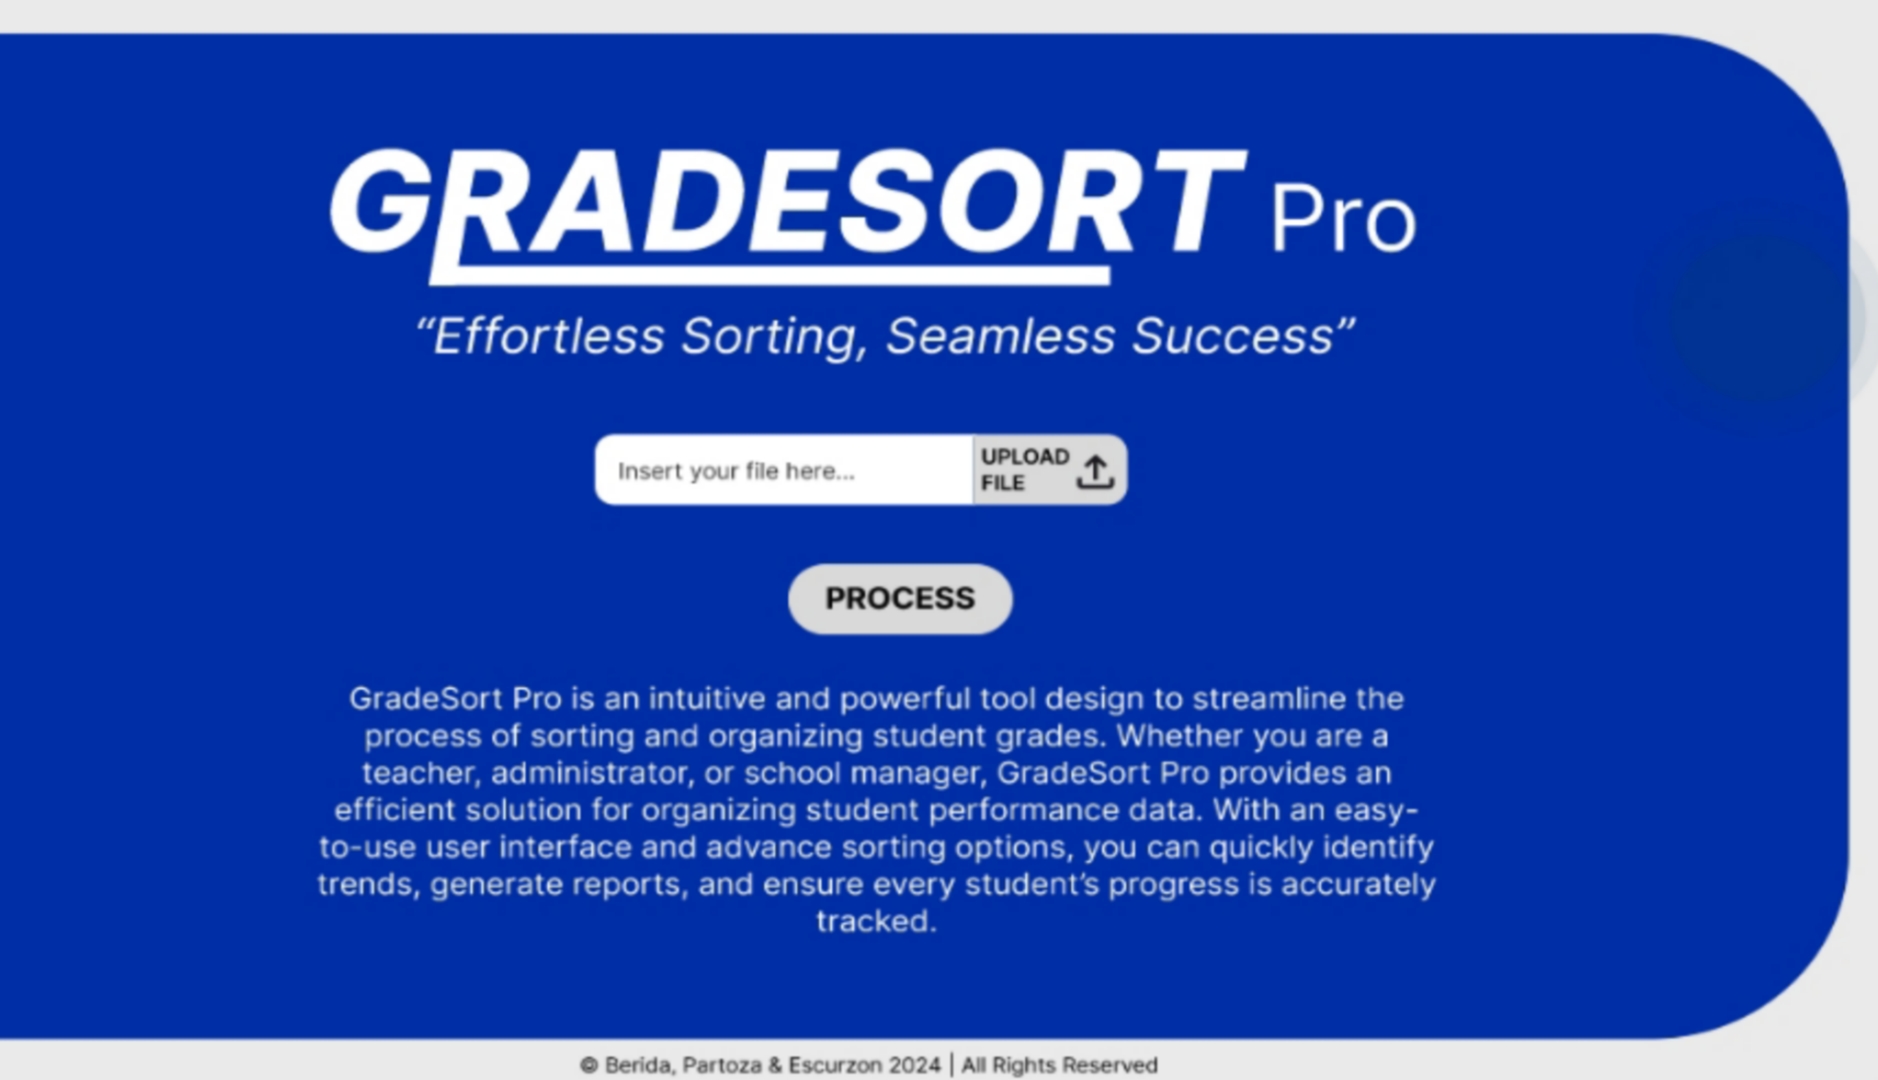 GRADESORT Pro
“Effortless Sorting, Seamless Success”
Insert your file here...
UPLOAD
FILE
PROCESS
GradeSort Pro is an intuitive and powerful tool design to streamline the
process of sorting and organizing student grades. Whether you are a
teacher, administrator, or school manager, GradeSort Pro provides an
efficient solution for organizing student performance data. With an easy-
to-use user interface and advance sorting options, you can quickly identify
trends, generate reports, and ensure every student’s progress is accurately
tracked.
© Berida, Partoza & Escurzon 2024 | All Rights Reserved